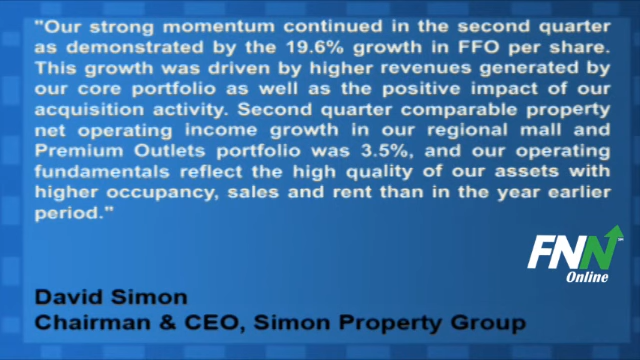 "Our strong momentum continued in the second quarter
as demonstrated by the 19.6% growth in FFO per share.
This growth was driven by higher revenues generated by
our core portfolio as well as the positive impact of our
acquisition activity. Second quarter comparable property
net operating income growth in our regional mall and
Premium Outlets portfolio was 3.5%, and our operating
fundamentals reflect the high quality of our assets with
higher occupancy, sales and rent than in the year earlier
period."
FNN
Online
David Simon
Chairman & CEO, Simon Property Group